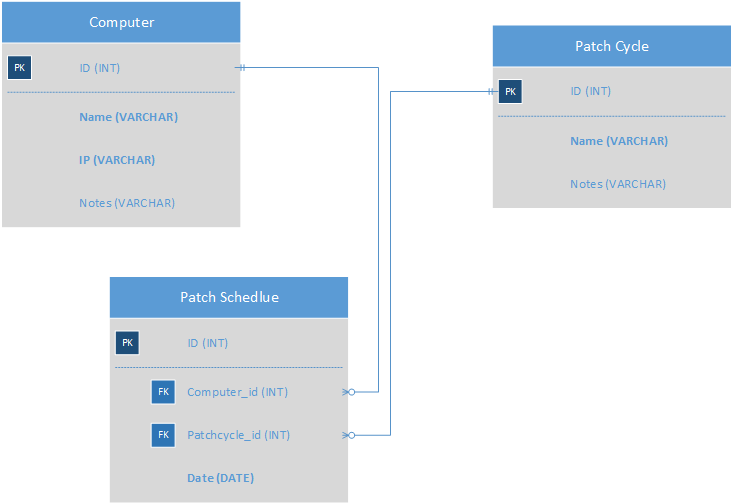 Computer
PK ID (INT)
Name (VARCHAR)
IP (VARCHAR)
Notes (VARCHAR)
Patch Cycle
PK ID (INT)
Name (VARCHAR)
Notes (VARCHAR)
Patch Schedlue
PK ID (INT)
FK Computer_id (INT)
FK Patchcycle_id (INT)
Date (DATE)